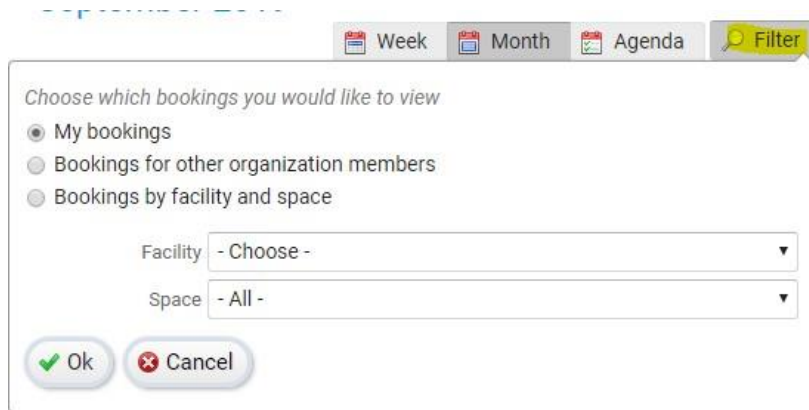 Week Month Agenda Filter
Choose which bookings you would like to view
My bookings
Bookings for other organization members
Bookings by facility and space
Facility - Choose -
Space - All -
Ok Cancel